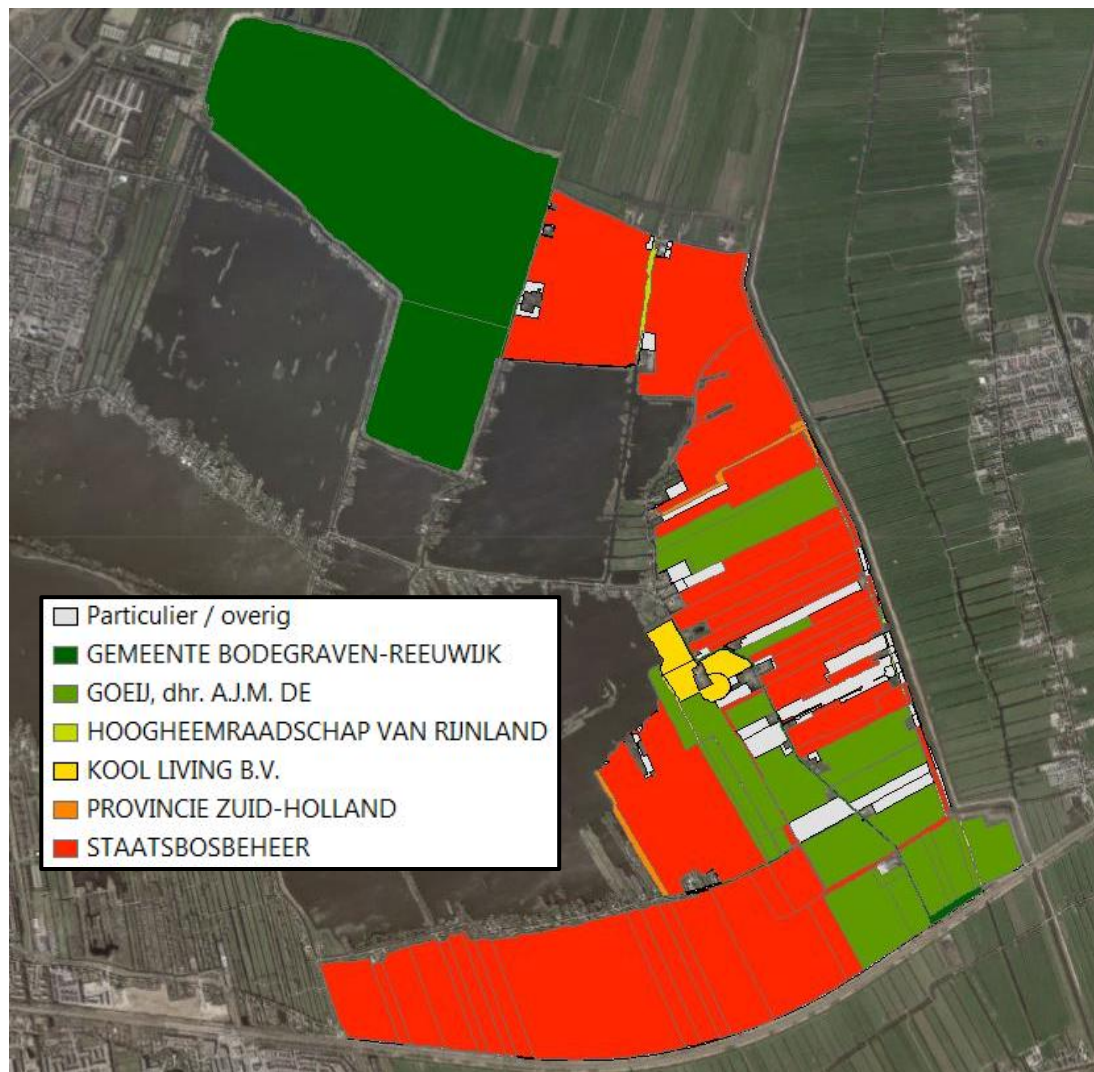 Particulier / overig
GEMEENTE BODEGRAVEN-REEUWIJK
GOEIJ, dhr. A.J.M. DE
HOOGHEEMRAADSCHAP VAN RIJNLAND
KOOL LIVING B.V.
PROVINCIE ZUID-HOLLAND
STAATSBOSBEHEER